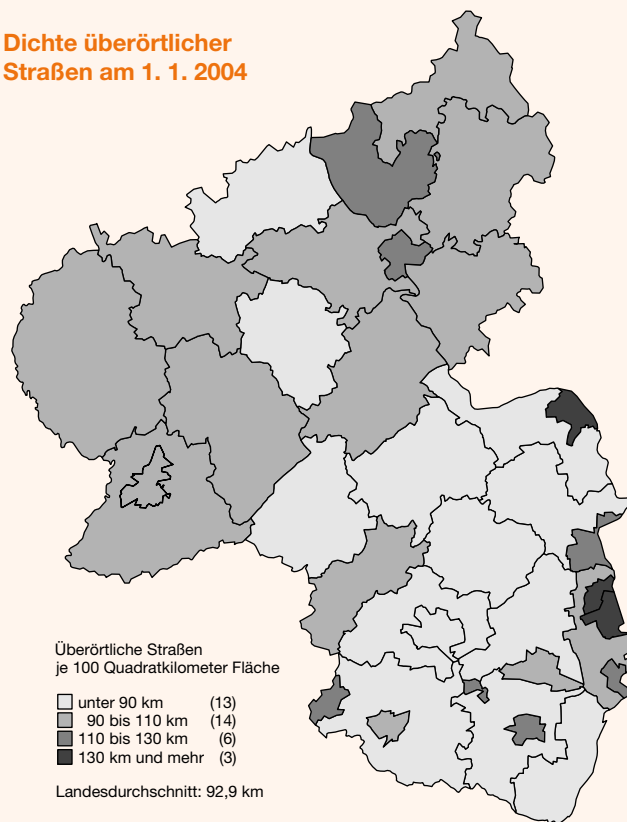 Dichte überörtlicher
Straßen am 1. 1. 2004
Überörtliche Straßen
je 100 Quadratkilometer Fläche
unter 90 km (13)
90 bis 110 km (14)
110 bis 130 km (6)
130 km und mehr (3)
Landesdurchschnitt: 92,9 km